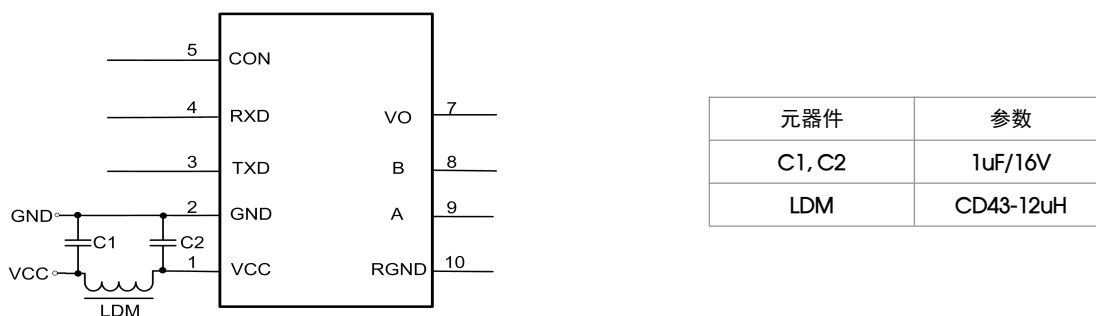 5 CON
4 RXD
3 TXD
GND 2 GND
C1 C2
VCC 1 VCC
LDM
VO 7
B 8
A 9
RGND 10
元器件 参数
C1, C2 1uF/16V
LDM CD43-12uH